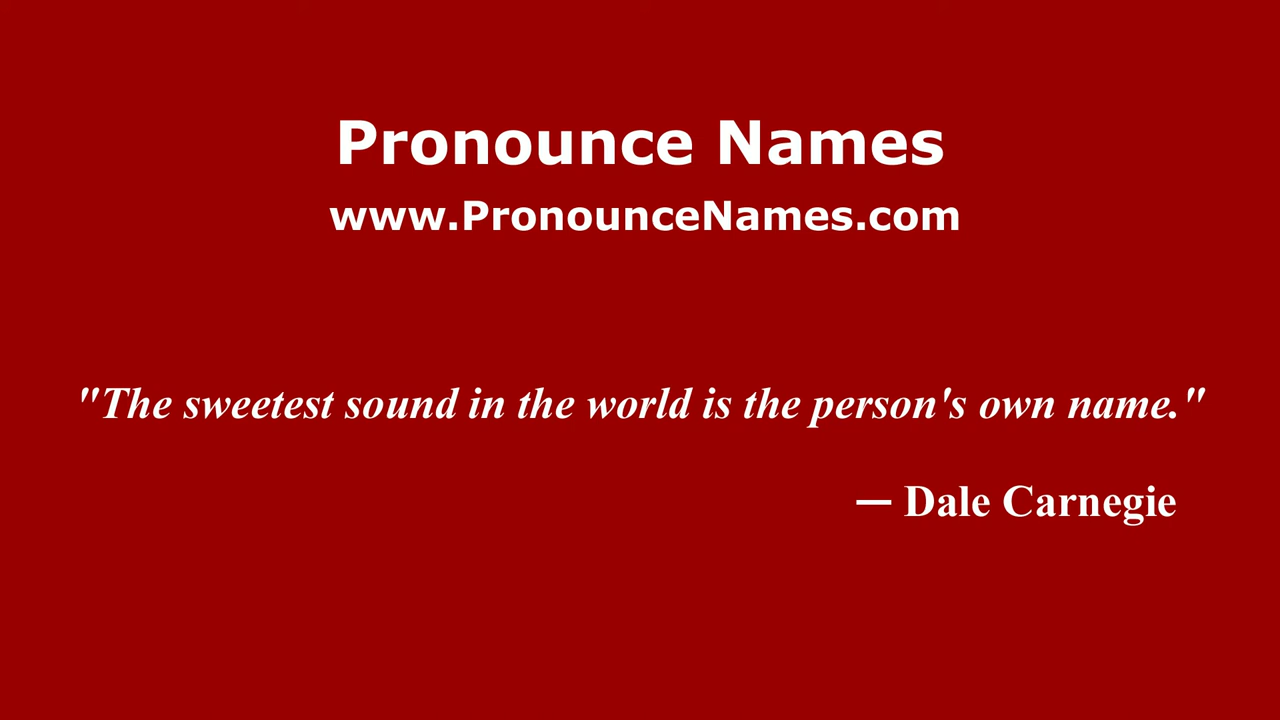 Pronounce Names
www.PronounceNames.com
"The sweetest sound in the world is the person's own name."
— Dale Carnegie